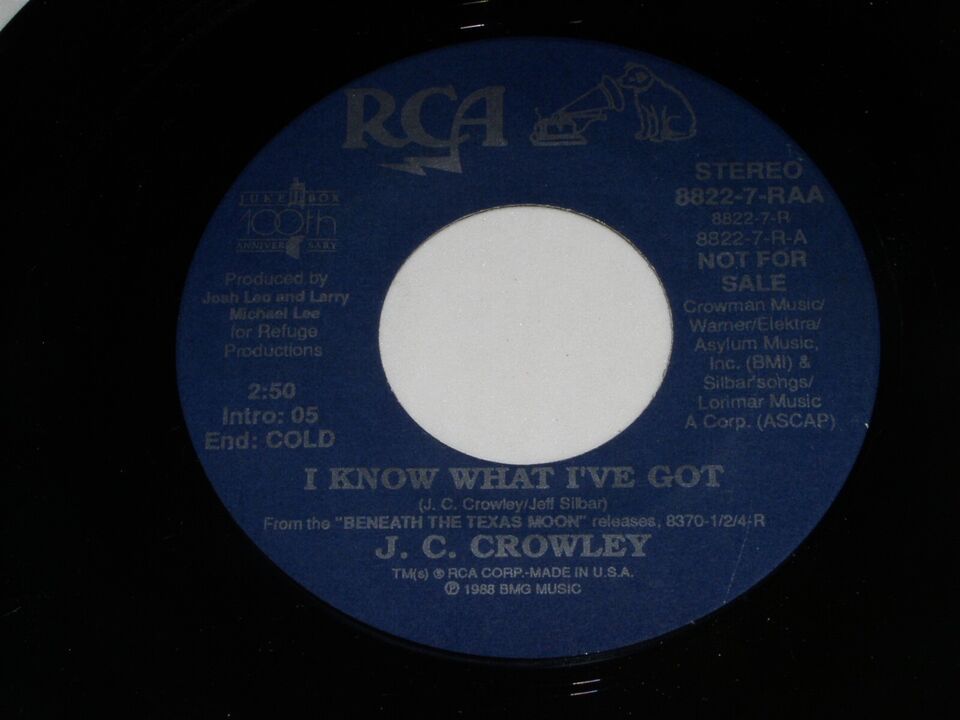 RCA
JUKEBOX
100th
ANNIVERSARY
Produced by
Josh Leo and Larry
Michael Lee
for Refuge
Productions
2:50
Intro: 05
End: COLD
STEREO
8822-7-RAA
8822-7-R
8822-7-R-A
NOT FOR
SALE
Crowman Music/
Warner/Elektra/
Asylum Music,
Inc. (BMI) &
Silbar songs/
Lorimar Music
A Corp. (ASCAP)
I KNOW WHAT I'VE GOT
(J. C. Crowley/Jeff Silbar)
From the "BENEATH THE TEXAS MOON" releases, 8370-1/2/4-R
J. C. CROWLEY
TM(s) ® RCA CORP.-MADE IN U.S.A.
℗ 1988 BMG MUSIC